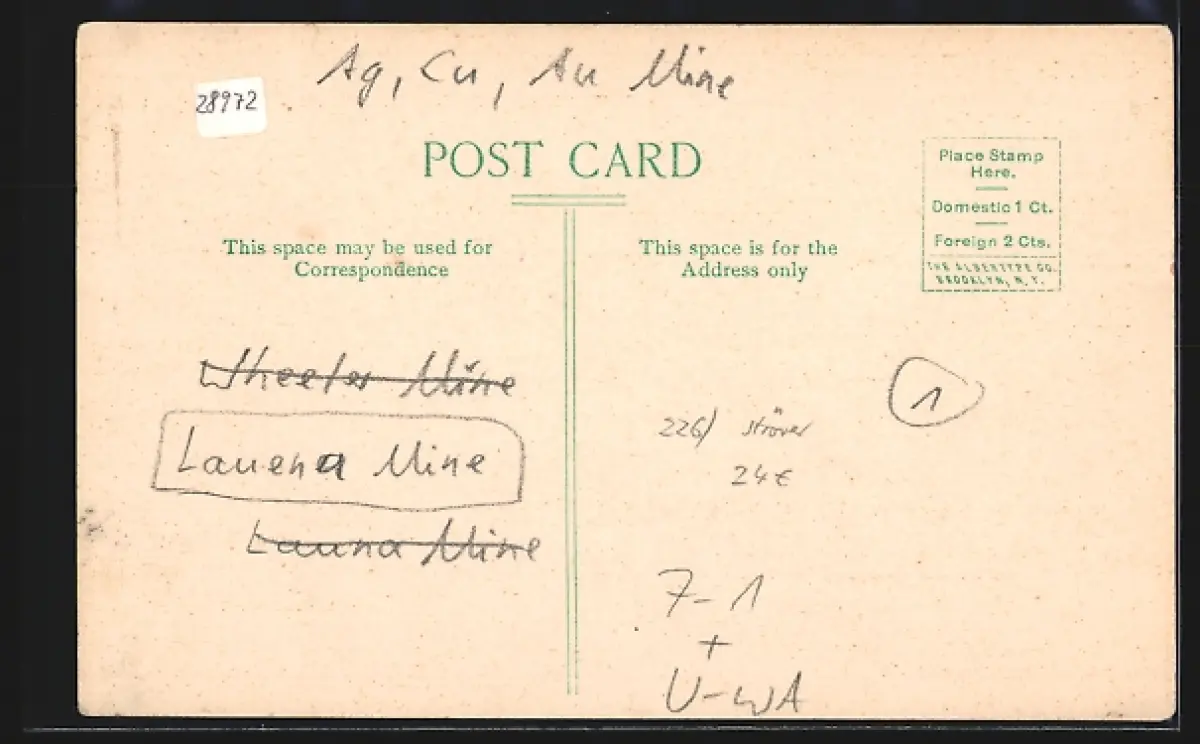 Ag, Cu, Au Mine
28972
POST CARD
Place Stamp
Here.
Domestic 1 Ct.
Foreign 2 Cts.
THE ALBERTYPE CO.
BROOKLYN, N.Y.
This space may be used for
Correspondence
This space is for the
Address only
Wheeler Mine
Lauena Mine
Launa Mine
1
226) ströver
24€
7-1
+
U-WA